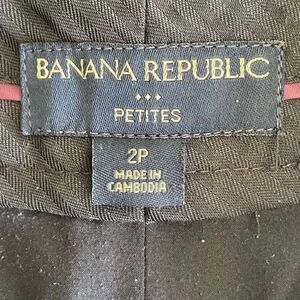 BANANA REPUBLIC
PETITES
2P
MADE IN
CAMBODIA